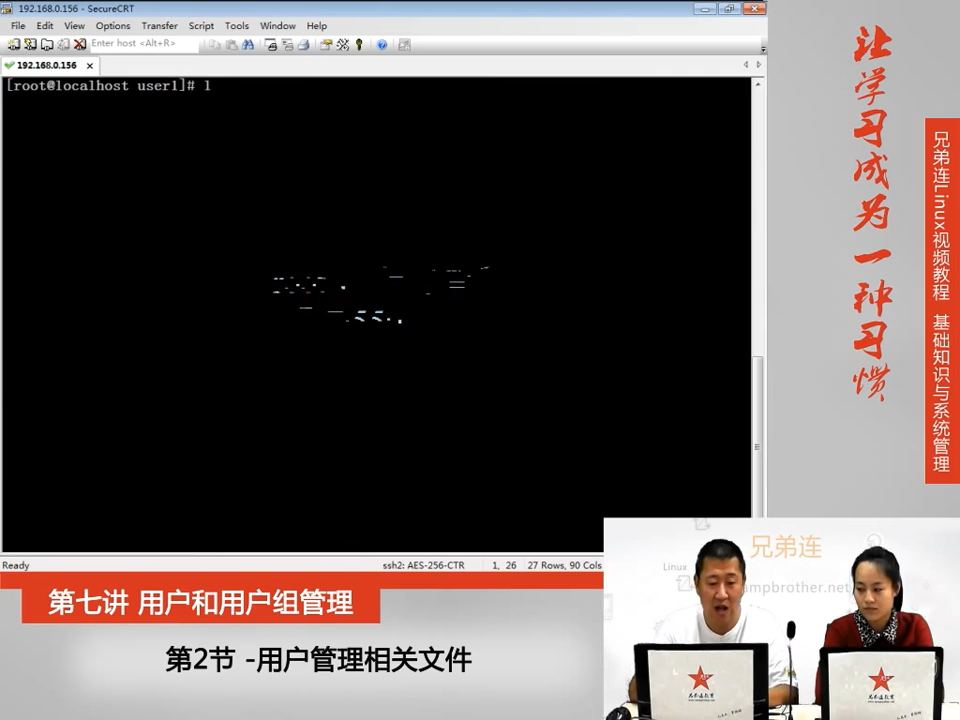 192.168.0.156 - SecureCRT
File Edit View Options Transfer Script Tools Window Help
Enter host <Alt+R>
192.168.0.156
[root@localhost user1]# l
Ready ssh2: AES-256-CTR 1, 26 27 Rows, 90 Cols
第七讲 用户和用户组管理
第2节 -用户管理相关文件
让学习成为一种习惯
兄弟连Linux视频教程 基础知识与系统管理
兄弟连
Linux
ampbrother.net